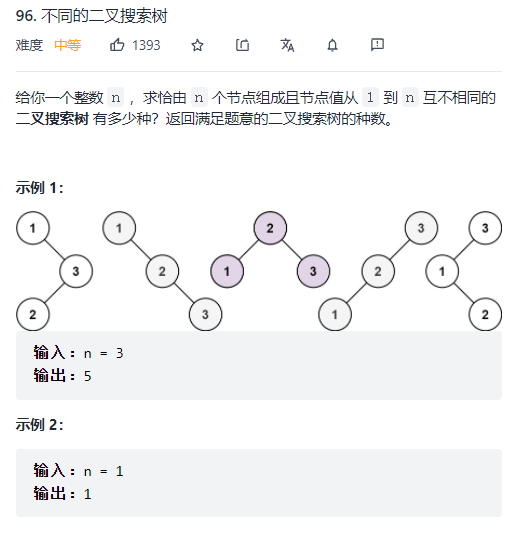 96. 不同的二叉搜索树
难度 中等 1393
给你一个整数 n ，求恰由 n 个节点组成且节点值从 1 到 n 互不相同的
二叉搜索树 有多少种？返回满足题意的二叉搜索树的种数。
示例 1：
1 1 2 3 3
3 2 1 3 2 1
2 3 1 2
输入：n = 3
输出：5
示例 2：
输入：n = 1
输出：1